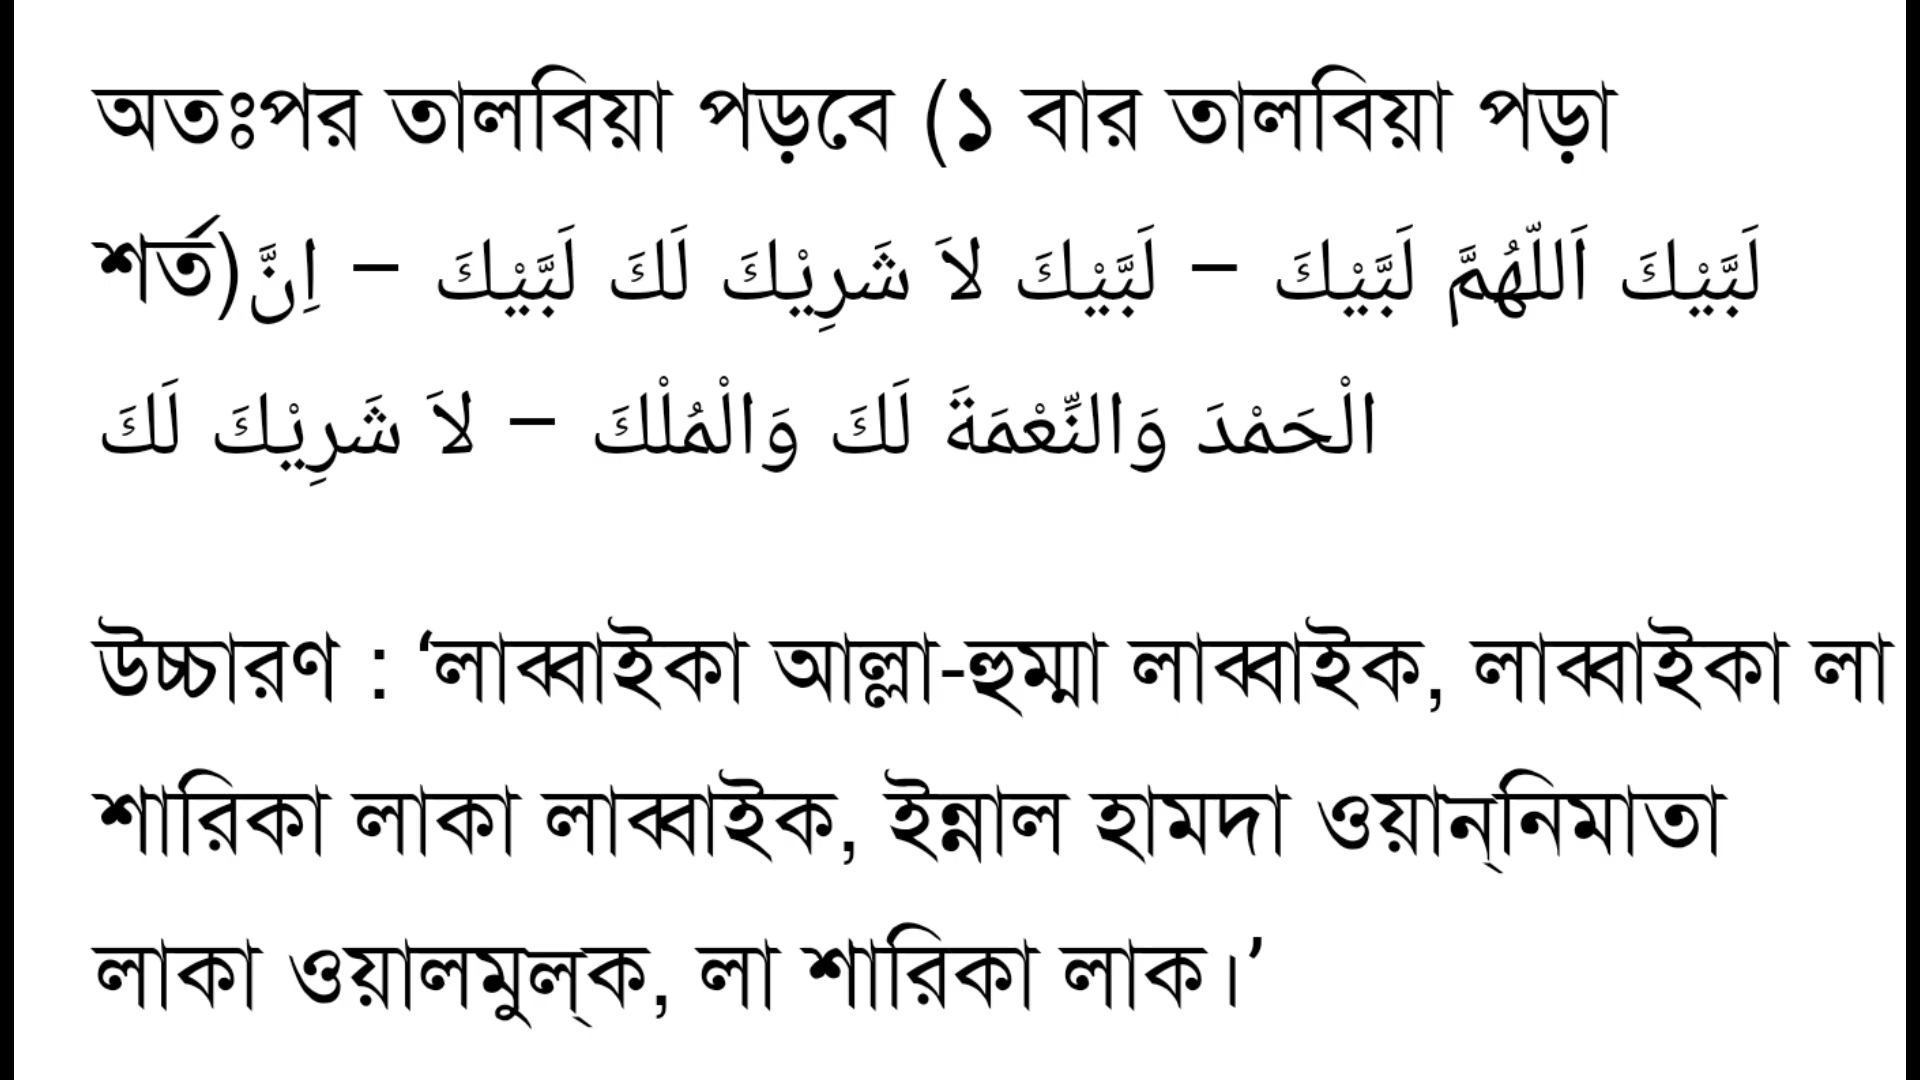 অতঃপর তালবিয়া পড়বে (১ বার তালবিয়া পড়া
শর্ত)لَبَّيْكَ اَللّهُمَّ لَبَّيْكَ – لَبَّيْكَ لاَ شَرِيْكَ لَكَ لَبَّيْكَ – اِنَّ
الْحَمْدَ وَالنِّعْمَةَ لَكَ وَالْمُلْكَ – لاَ شَرِيْكَ لَكَ
উচ্চারণ : ‘লাব্বাইকা আল্লা-হুম্মা লাব্বাইক, লাব্বাইকা লা
শারিকা লাকা লাব্বাইক, ইন্নাল হামদা ওয়ান্‌নিমাতা
লাকা ওয়ালমুল্‌ক, লা শারিকা লাক।’